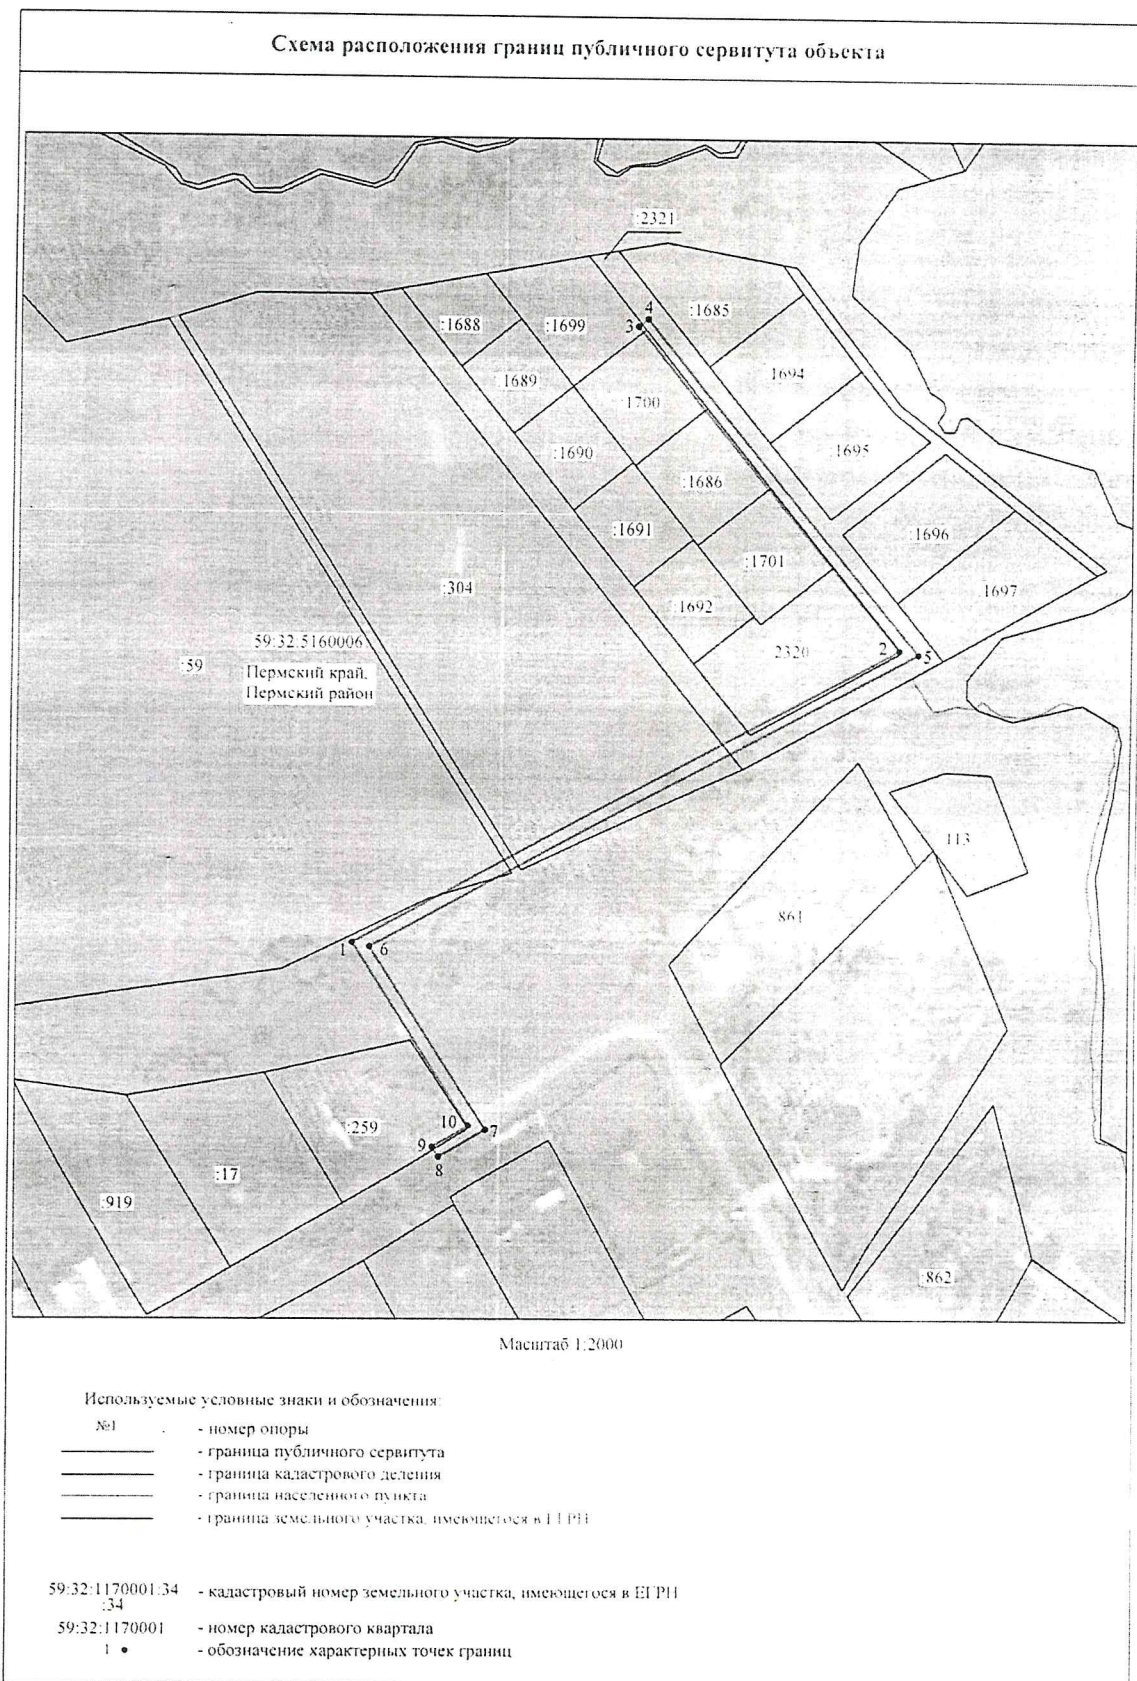 Схема расположения границ публичного сервитута объекта
:2321
4
3
:1685
:1688
:1699
1694
:1689
:1700
:1695
:1690
:1686
:1696
:1691
:1701
:1697
:304
:1692
59:32:5160006
:59
Пермский край,
Пермский район
2320
2
5
113
861
1
6
10
7
:259
9
8
:17
:919
:862
Масштаб 1:2000
Используемые условные знаки и обозначения:
№1 - номер опоры
- граница публичного сервитута
- граница кадастрового деления
- граница населенного пункта
- граница земельного участка, имеющегося в ЕГРН
59:32:1170001:34 - кадастровый номер земельного участка, имеющегося в ЕГРН
:34
59:32:1170001 - номер кадастрового квартала
1 • - обозначение характерных точек границ